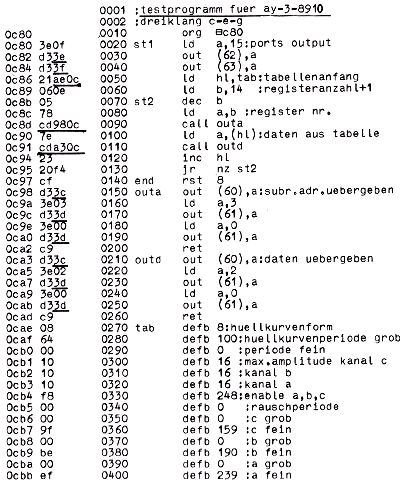 0001 ;testprogramm fuer ay-3-8910
0002 ;dreiklang c-e-g
0c80 0010 org 0c80
0c80 3e0f 0020 st1 ld a,15:ports output
0c82 d33e 0030 out (62),a
0c84 d33f 0040 out (63),a
0c86 21ae0c 0050 ld hl,tab:tabellenanfang
0c89 060e 0060 ld b,14 :registeranzahl+1
0c8b 05 0070 st2 dec b
0c8c 78 0080 ld a,b :register nr.
0c8d cd980c 0090 call outa
0c90 7e 0100 ld a,(hl):daten aus tabelle
0c91 cda30c 0110 call outd
0c94 23 0120 inc hl
0c95 20f4 0130 jr nz st2
0c97 cf 0140 end rst 8
0c98 d33c 0150 outa out (60),a:subr.adr.uebergeben
0c9a 3e03 0160 ld a,3
0c9c d33d 0170 out (61),a
0c9e 3e00 0180 ld a,0
0ca0 d33d 0190 out (61),a
0ca2 c9 0200 ret
0ca3 d33c 0210 outd out (60),a:daten uebergeben
0ca5 3e02 0220 ld a,2
0ca7 d33d 0230 out (61),a
0ca9 3e00 0240 ld a,0
0cab d33d 0250 out (61),a
0cad c9 0260 ret
0cae 08 0270 tab defb 8:huellkurvenform
0caf 64 0280 defb 100:huellkurvenperiode grob
0cb0 00 0290 defb 0 :periode fein
0cb1 10 0300 defb 16 :max.amplitude kanal c
0cb2 10 0310 defb 16 :kanal b
0cb3 10 0320 defb 16 :kanal a
0cb4 f8 0330 defb 248:enable a,b,c
0cb5 00 0340 defb 0 :rauschperiode
0cb6 00 0350 defb 0 :c grob
0cb7 9f 0360 defb 159 :c fein
0cb8 00 0370 defb 0 :b grob
0cb9 be 0380 defb 190 :b fein
0cba 00 0390 defb 0 :a grob
0cbb ef 0400 defb 239 :a fein